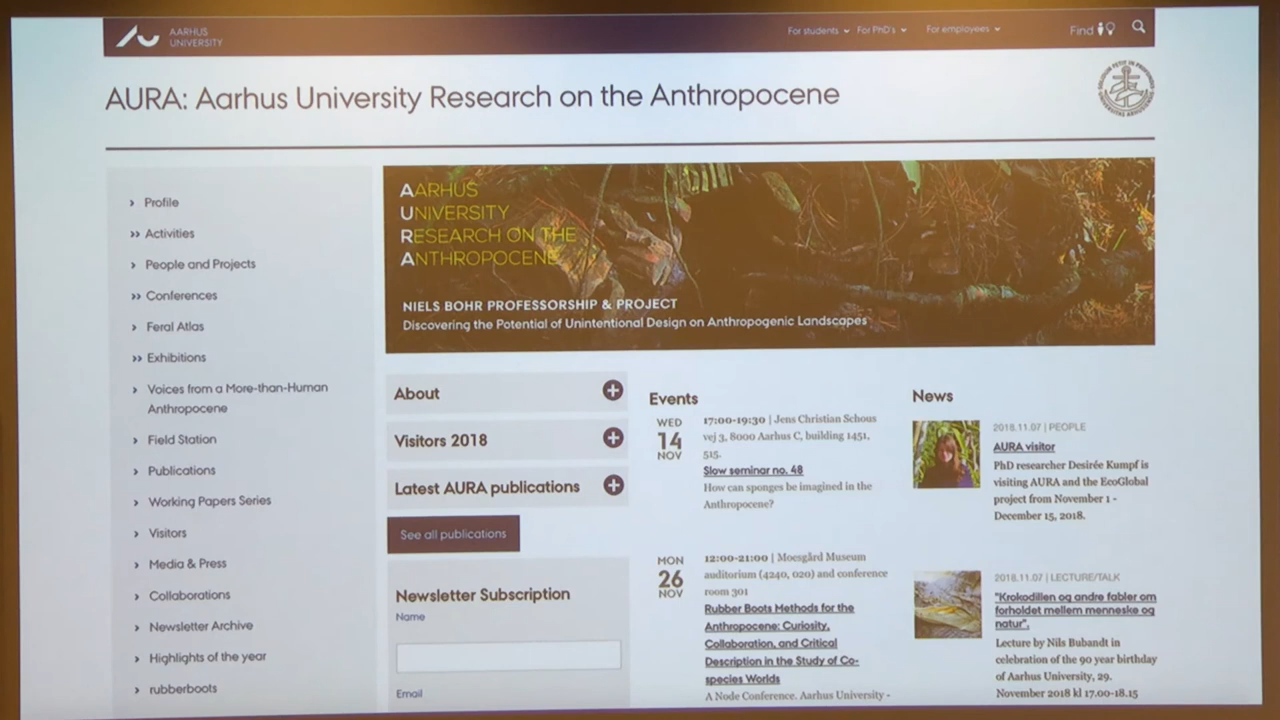 AARHUS
UNIVERSITY
For students
For PhD's
For employees
Find
AURA: Aarhus University Research on the Anthropocene
Profile
Activities
People and Projects
Conferences
Feral Atlas
Exhibitions
Voices from a More-than-Human
Anthropocene
Field Station
Publications
Working Papers Series
Visitors
Media & Press
Collaborations
Newsletter Archive
Highlights of the year
rubberboots
AARHUS
UNIVERSITY
RESEARCH ON THE
ANTHROPOCENE
NIELS BOHR PROFESSORSHIP & PROJECT
Discovering the Potential of Unintentional Design on Anthropogenic Landscapes
About
Visitors 2018
Latest AURA publications
See all publications
Newsletter Subscription
Name
Email
Events
WED
14
NOV
17:00-19:30 | Jens Christian Schous
vej 3, 8000 Aarhus C, building 1451,
515.
Slow seminar no. 48
How can sponges be imagined in the
Anthropocene?
MON
26
NOV
12:00-21:00 | Moesgård Museum
auditorium (4240, 020) and conference
room 301
Rubber Boots Methods for the
Anthropocene: Curiosity,
Collaboration, and Critical
Description in the Study of Co-
species Worlds
A Node Conference. Aarhus University -
News
2018.11.07 | PEOPLE
AURA visitor
PhD researcher Desirée Kumpf is
visiting AURA and the EcoGlobal
project from November 1 -
December 15, 2018.
2018.11.07 | LECTURE/TALK
"Krokodillen og andre fabler om
forholdet mellem menneske og
natur".
Lecture by Nils Bubandt in
celebration of the 90 year birthday
of Aarhus University, 29.
November 2018 kl 17.00-18.15